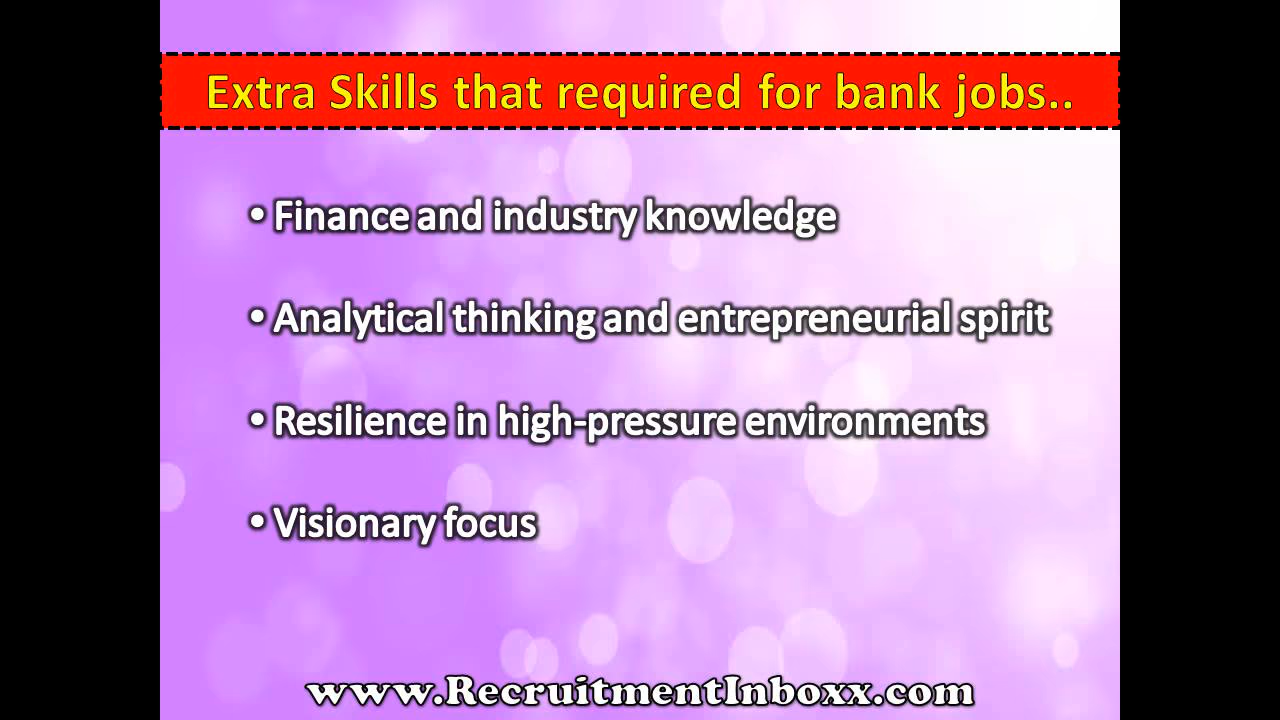 Extra Skills that required for bank jobs..
• Finance and industry knowledge
• Analytical thinking and entrepreneurial spirit
• Resilience in high-pressure environments
• Visionary focus
www.RecruitmentInboxx.com